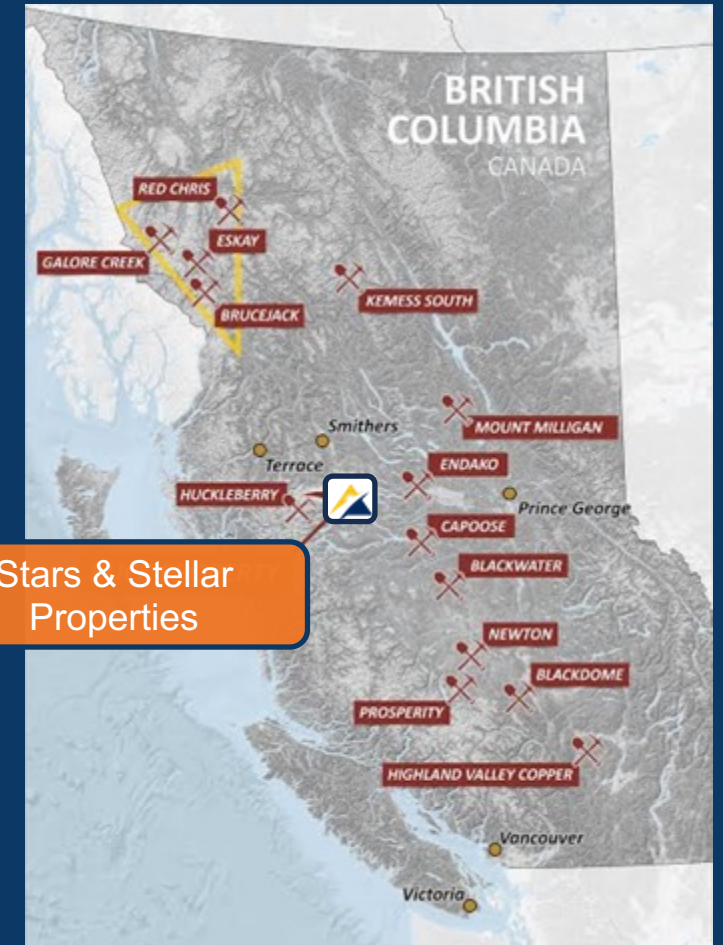 BRITISH
COLUMBIA
CANADA
RED CHRIS
ESKAY
GALORE CREEK
BRUCEJACK
KEMESS SOUTH
MOUNT MILLIGAN
Smithers
Terrace
ENDAKO
HUCKLEBERRY
Prince George
CAPOOSE
Stars & Stellar
Properties
BLACKWATER
NEWTON
BLACKDOME
PROSPERITY
HIGHLAND VALLEY COPPER
Vancouver
Victoria